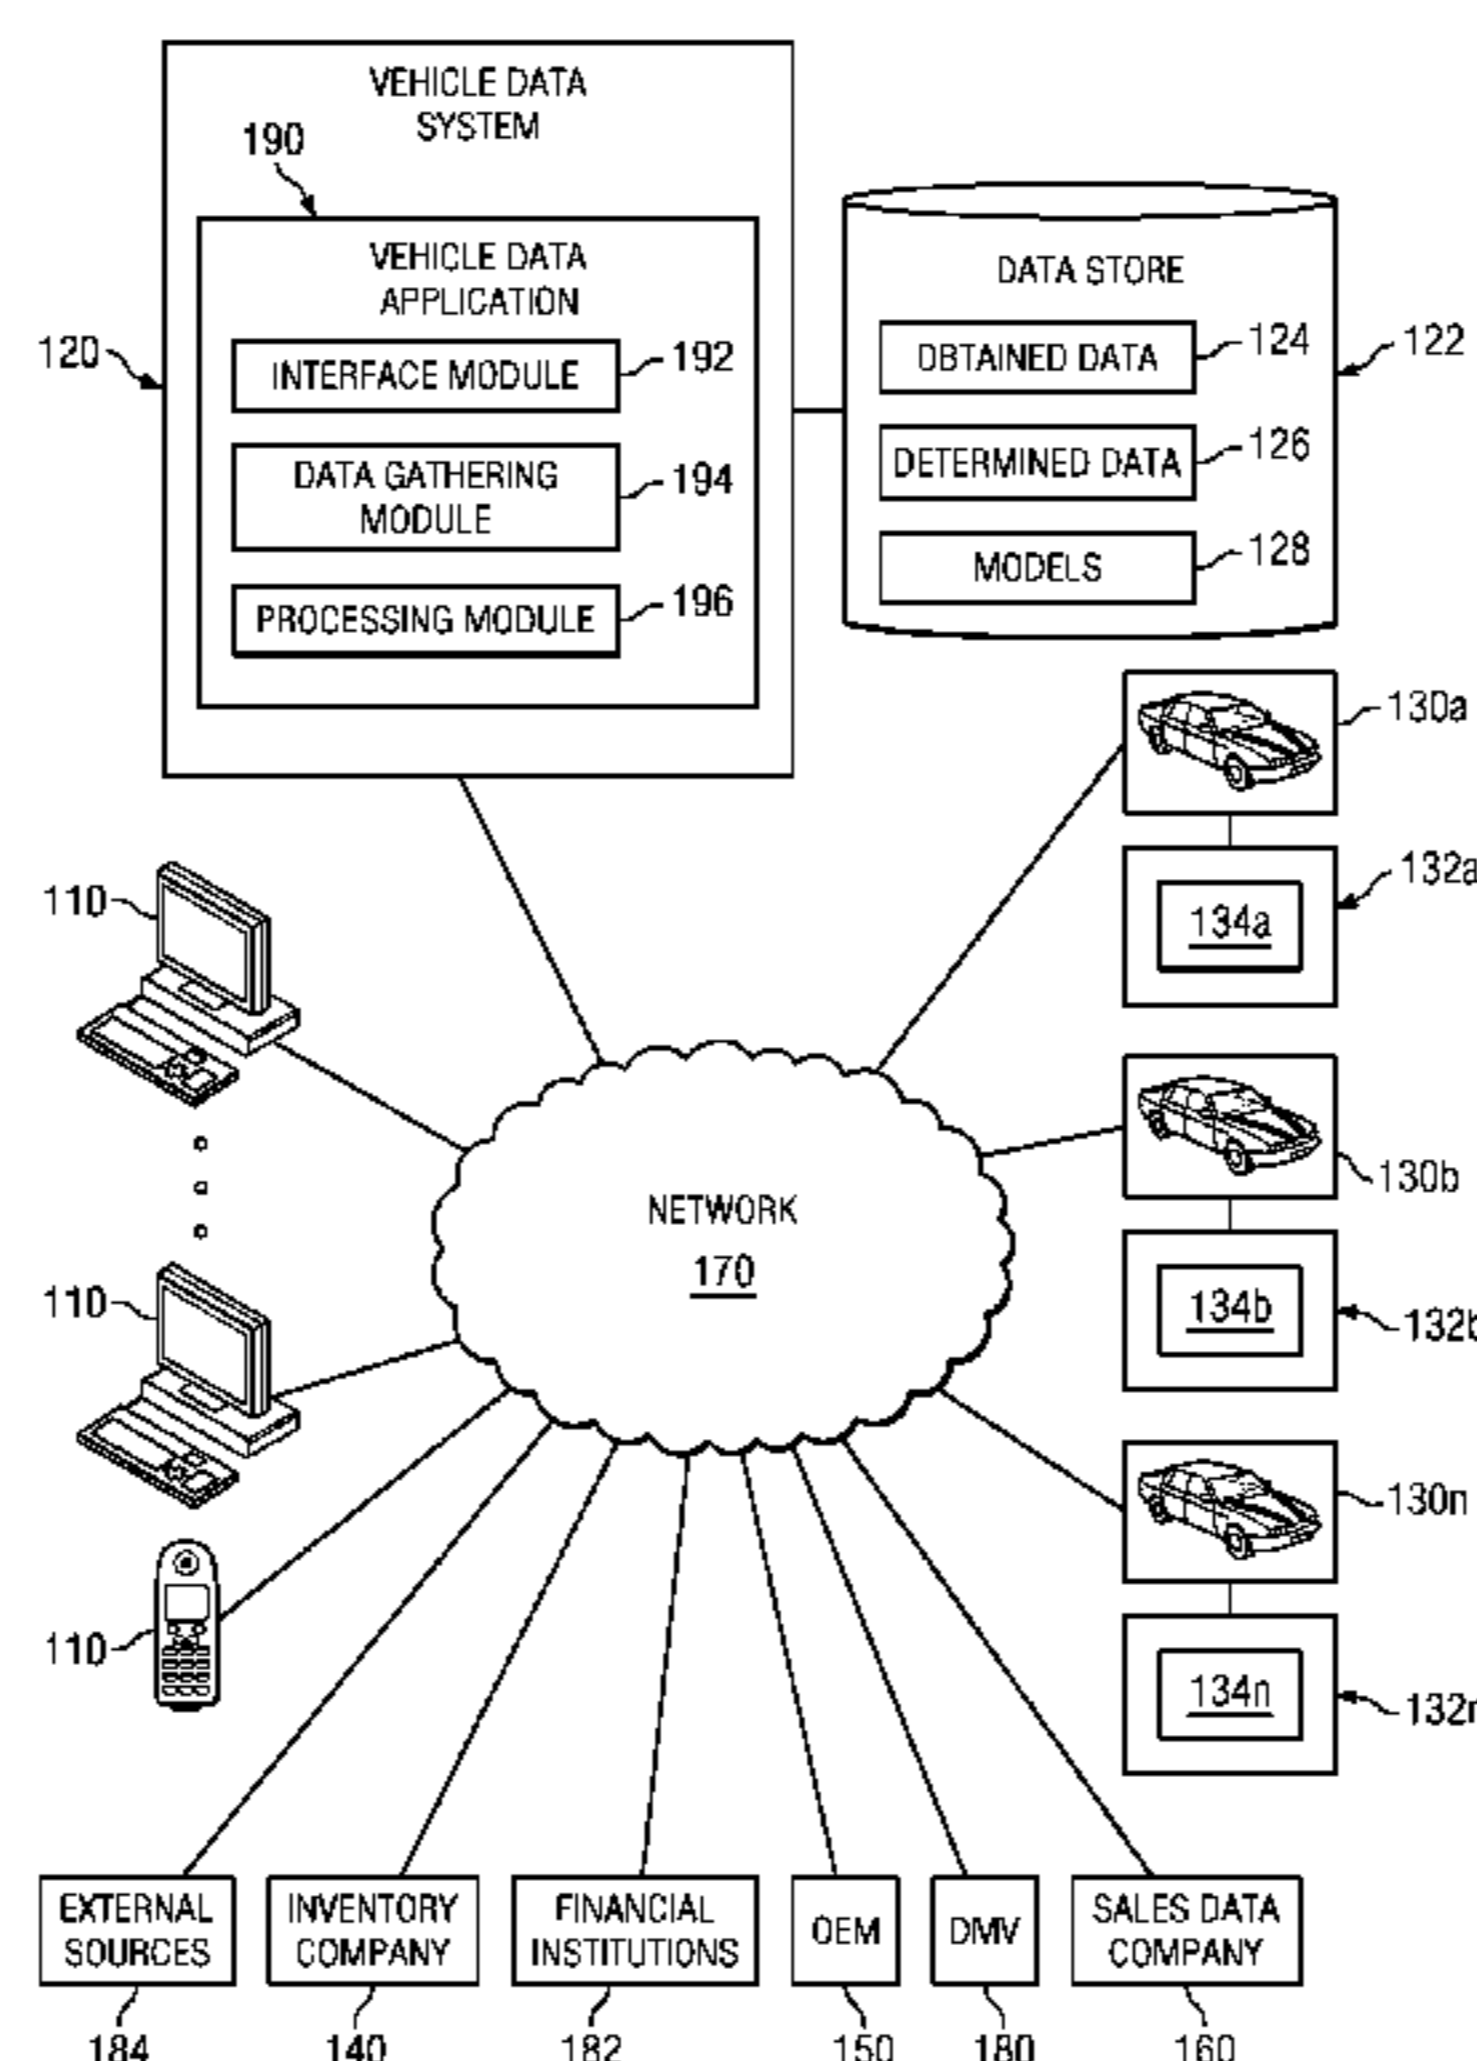 VEHICLE DATA
SYSTEM
190
VEHICLE DATA
APPLICATION
120
INTERFACE MODULE
192
DATA GATHERING
MODULE
194
PROCESSING MODULE
196
DATA STORE
OBTAINED DATA
124
122
DETERMINED DATA
126
MODELS
128
130a
132a
134a
110
130b
NETWORK
170
134b
132b
110
130n
110
134n
132n
EXTERNAL
SOURCES
INVENTORY
COMPANY
FINANCIAL
INSTITUTIONS
OEM
DMV
SALES DATA
COMPANY
184
140
182
150
180
160